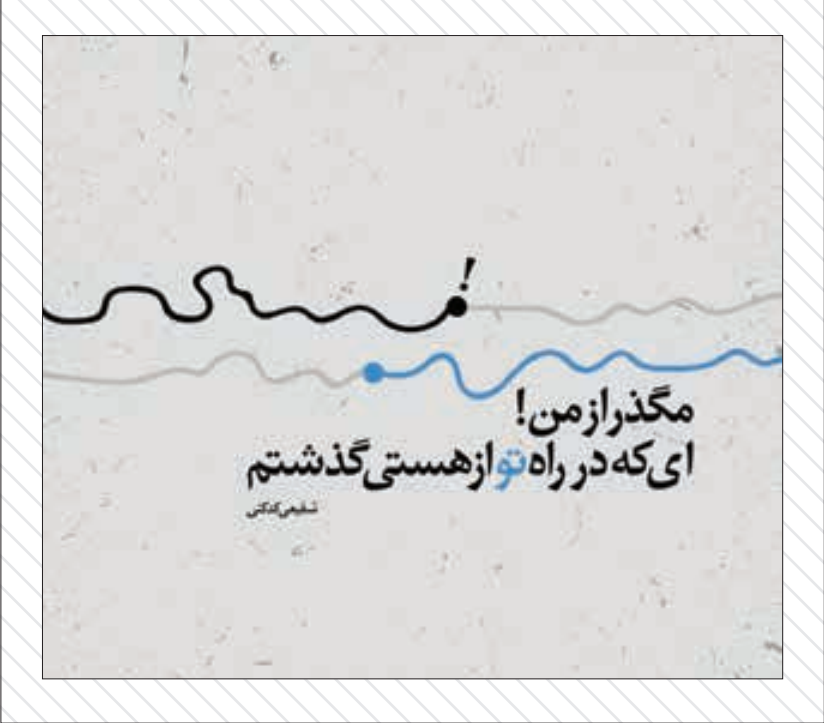 !
مگذر از من!
ای که در راه تو از هستی گذشتم
شفیعی کدکنی